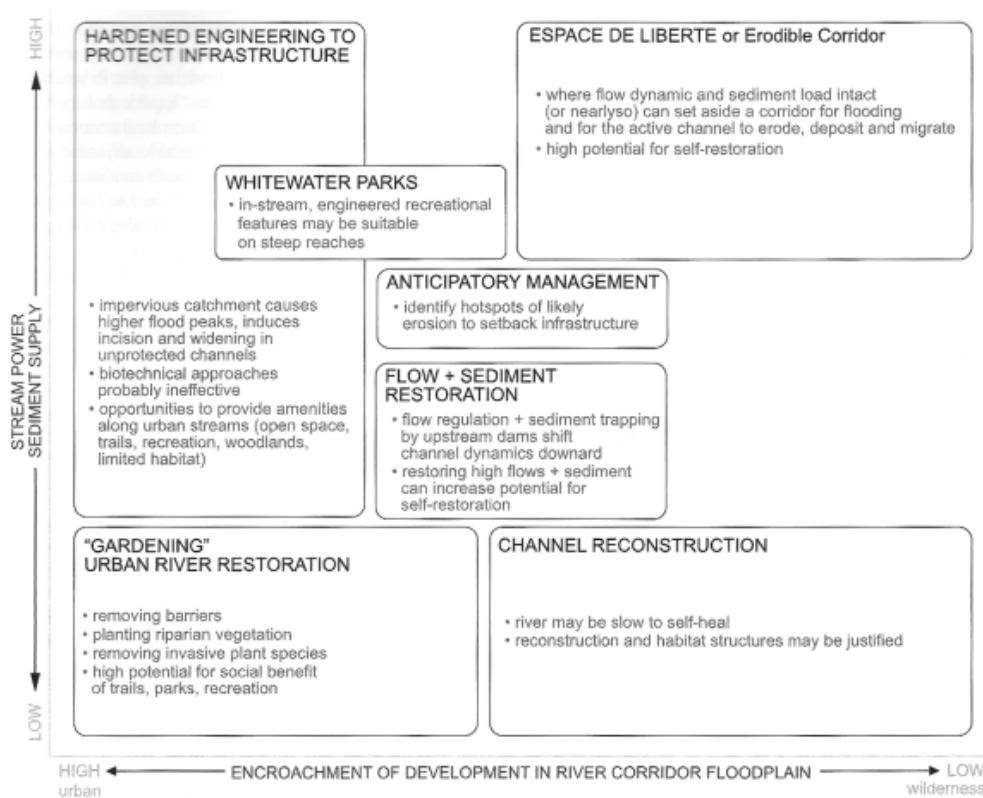 HARDENED ENGINEERING TO
PROTECT INFRASTRUCTURE
• impervious catchment causes
higher flood peaks, induces
incision and widening in
unprotected channels
• biotechnical approaches
probably ineffective
• opportunities to provide amenities
along urban streams (open space,
trails, recreation, woodlands,
limited habitat)
WHITEWATER PARKS
• in-stream, engineered recreational
features may be suitable
on steep reaches
ESPACE DE LIBERTE or Erodible Corridor
• where flow dynamic and sediment load intact
(or nearlyso) can set aside a corridor for flooding
and for the active channel to erode, deposit and migrate
• high potential for self-restoration
ANTICIPATORY MANAGEMENT
• identify hotspots of likely
erosion to setback infrastructure
FLOW + SEDIMENT
RESTORATION
• flow regulation + sediment trapping
by upstream dams shift
channel dynamics downard
• restoring high flows + sediment
can increase potential for
self-restoration
"GARDENING"
URBAN RIVER RESTORATION
• removing barriers
• planting riparian vegetation
• removing invasive plant species
• high potential for social benefit
of trails, parks, recreation
CHANNEL RECONSTRUCTION
• river may be slow to self-heal
• reconstruction and habitat structures may be justified
HIGH
STREAM POWER
SEDIMENT SUPPLY
LOW
HIGH
urban
ENCROACHMENT OF DEVELOPMENT IN RIVER CORRIDOR FLOODPLAIN
LOW
wilderness